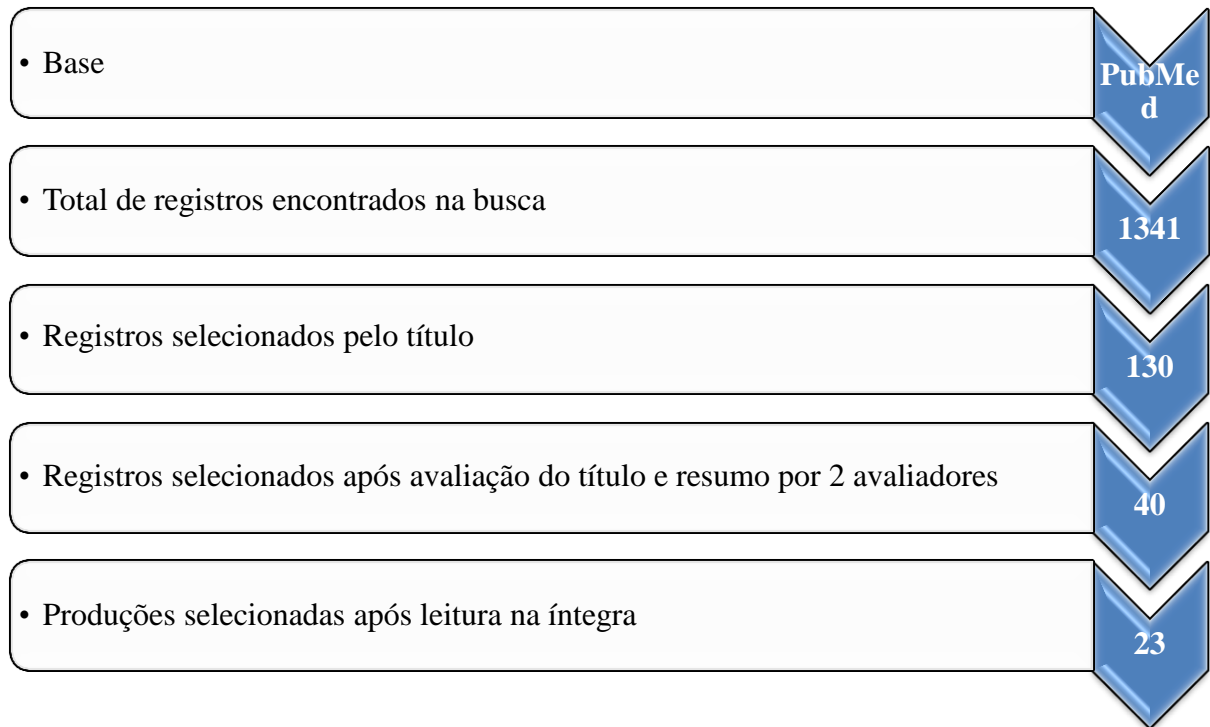 • Base
PubMe
d
• Total de registros encontrados na busca
1341
• Registros selecionados pelo título
130
• Registros selecionados após avaliação do título e resumo por 2 avaliadores
40
• Produções selecionadas após leitura na íntegra
23